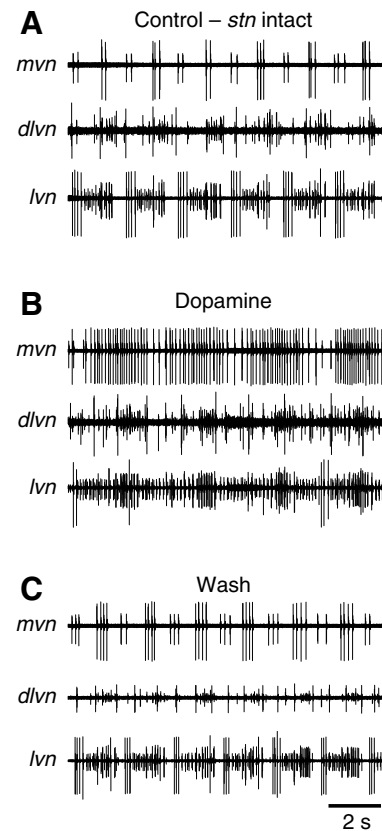 A
Control – stn intact
mvn
dlvn
lvn
B
Dopamine
mvn
dlvn
lvn
C
Wash
mvn
dlvn
lvn
2 s